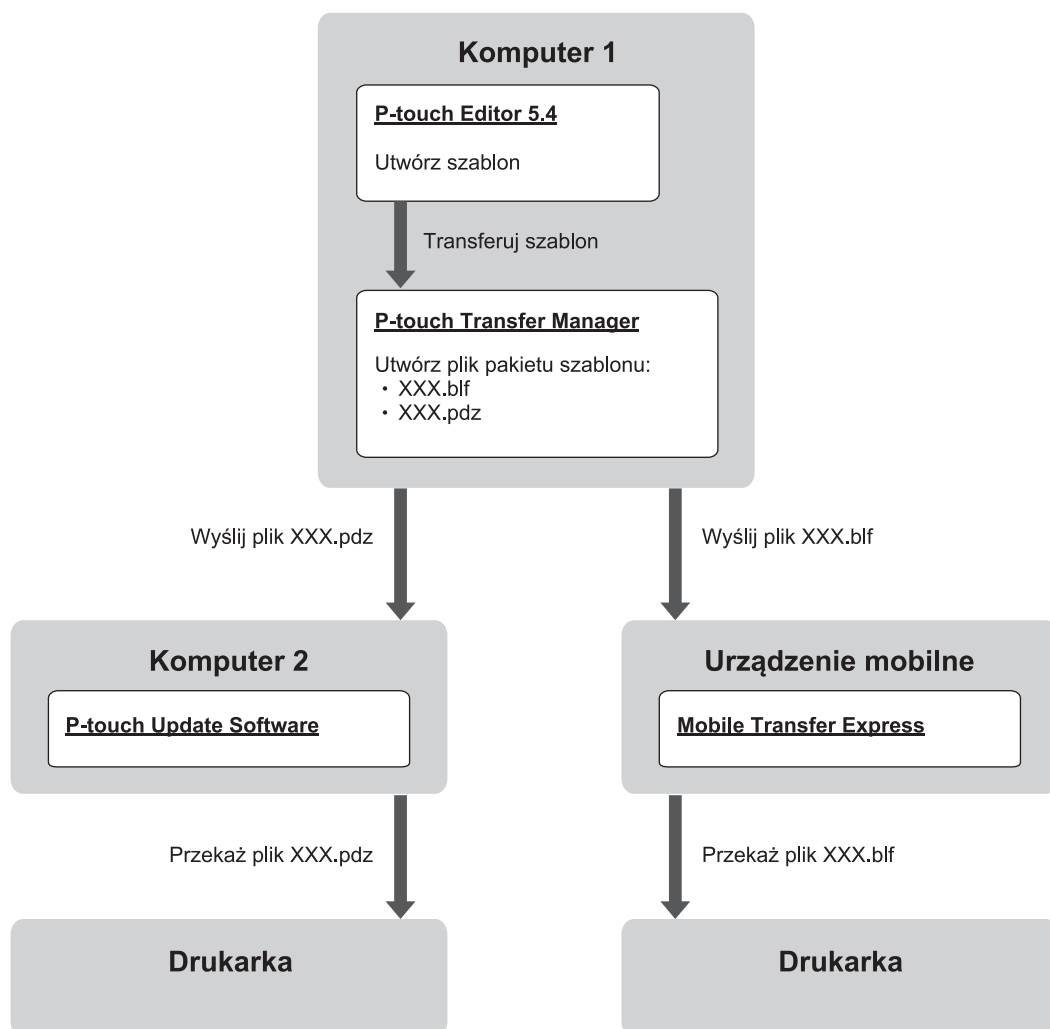 Komputer 1
P-touch Editor 5.4
Utwórz szablon
Transferuj szablon
P-touch Transfer Manager
Utwórz plik pakietu szablonu:
• XXX.blf
• XXX.pdz
Wyślij plik XXX.pdz
Wyślij plik XXX.blf
Komputer 2
P-touch Update Software
Urządzenie mobilne
Mobile Transfer Express
Przekaż plik XXX.pdz
Przekaż plik XXX.blf
Drukarka
Drukarka